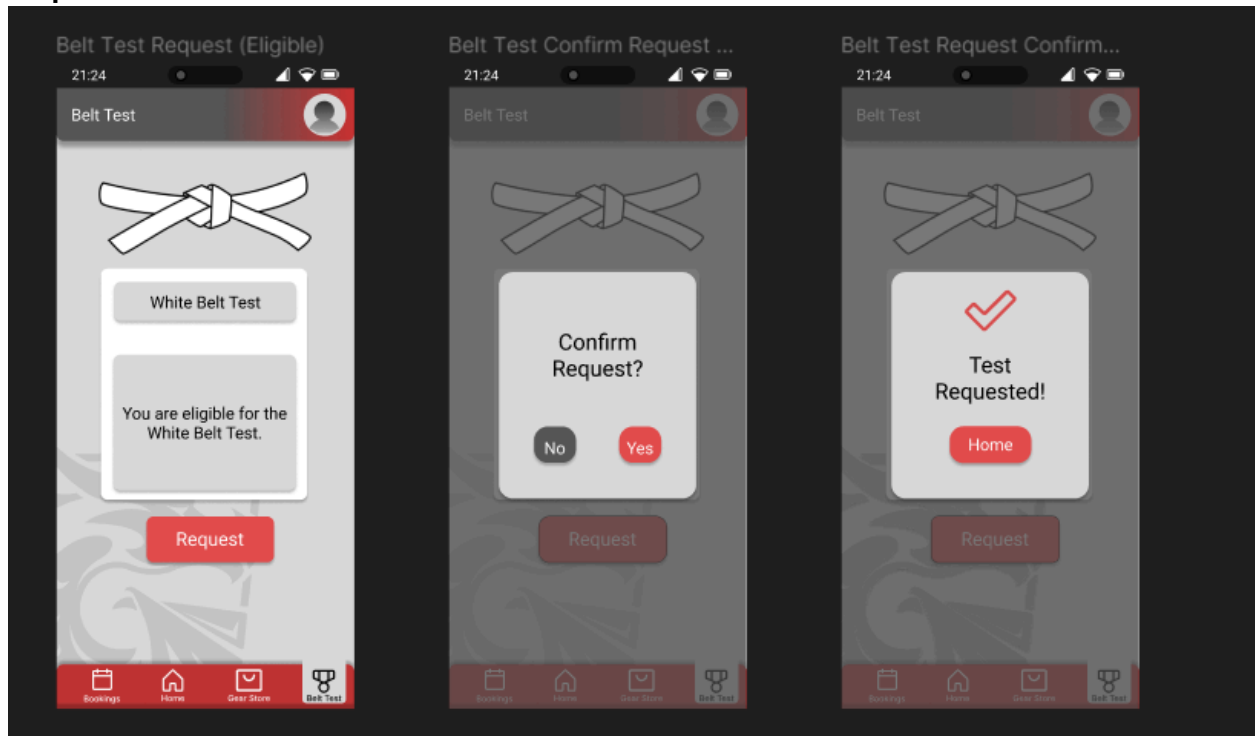 Belt Test Request (Eligible)
21:24
Belt Test
White Belt Test
You are eligible for the
White Belt Test.
Request
Bookings
Home
Gear Store
Belt Test
Belt Test Confirm Request ...
21:24
Belt Test
Confirm
Request?
No
Yes
Request
Bookings
Home
Gear Store
Belt Test
Belt Test Request Confirm...
21:24
Belt Test
Test
Requested!
Home
Request
Bookings
Home
Gear Store
Belt Test